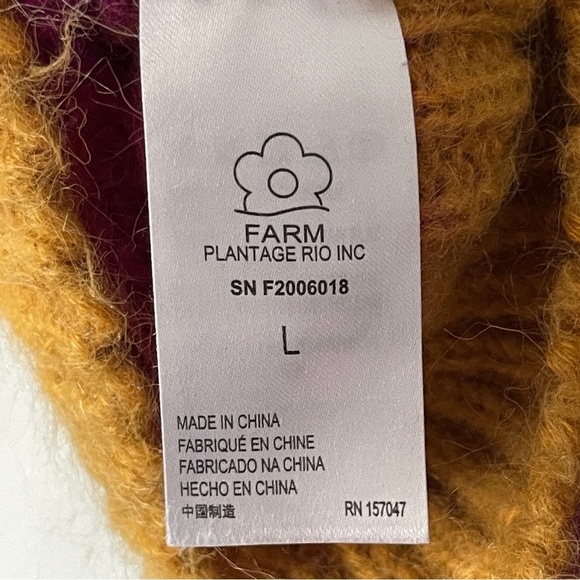 FARM
PLANTAGE RIO INC
SN F2006018
L
MADE IN CHINA
FABRIQUÉ EN CHINE
FABRICADO NA CHINA
HECHO EN CHINA
中國制造
RN 157047